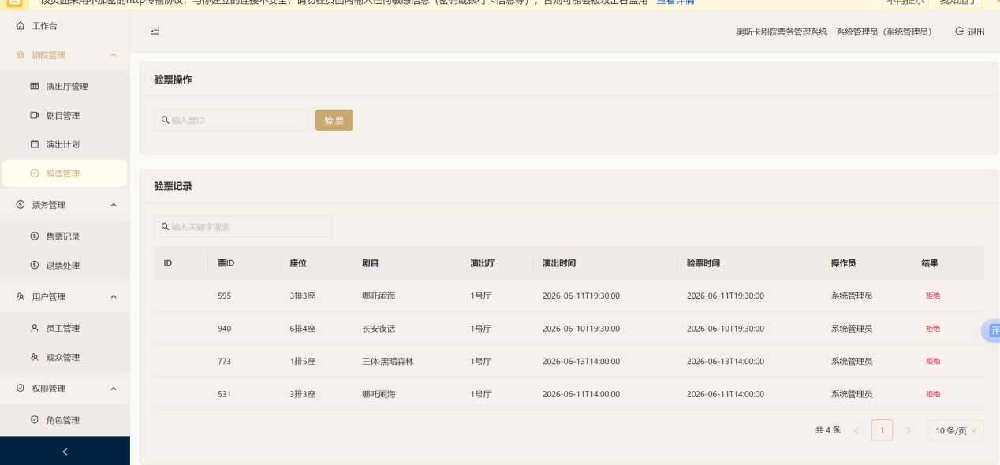 该页面采用不加密的http传输协议，与你建立的连接不安全，请勿在页面内输入任何敏感信息（密码或银行卡信息等），否则可能会被攻击者盗用 查看详情 不再提示 我知道了
工作台
奥斯卡剧院票务管理系统 系统管理员（系统管理员） 退出
剧院管理
演出厅管理
剧目管理
演出计划
验票管理
票务管理
售票记录
退票处理
用户管理
员工管理
观众管理
权限管理
角色管理
验票操作
输入票ID 验 票
验票记录
输入关键字搜索
ID 票ID 座位 剧目 演出厅 演出时间 验票时间 操作员 结果
595 3排3座 哪吒闹海 1号厅 2026-06-11T19:30:00 2026-06-11T19:30:00 系统管理员 拒绝
940 6排4座 长安夜话 1号厅 2026-06-10T19:30:00 2026-06-10T19:30:00 系统管理员 拒绝
773 1排5座 三体·黑暗森林 1号厅 2026-06-13T14:00:00 2026-06-13T14:00:00 系统管理员 拒绝
531 3排3座 哪吒闹海 1号厅 2026-06-11T14:00:00 2026-06-11T14:00:00 系统管理员 拒绝
共 4 条 < 1 > 10 条/页
译